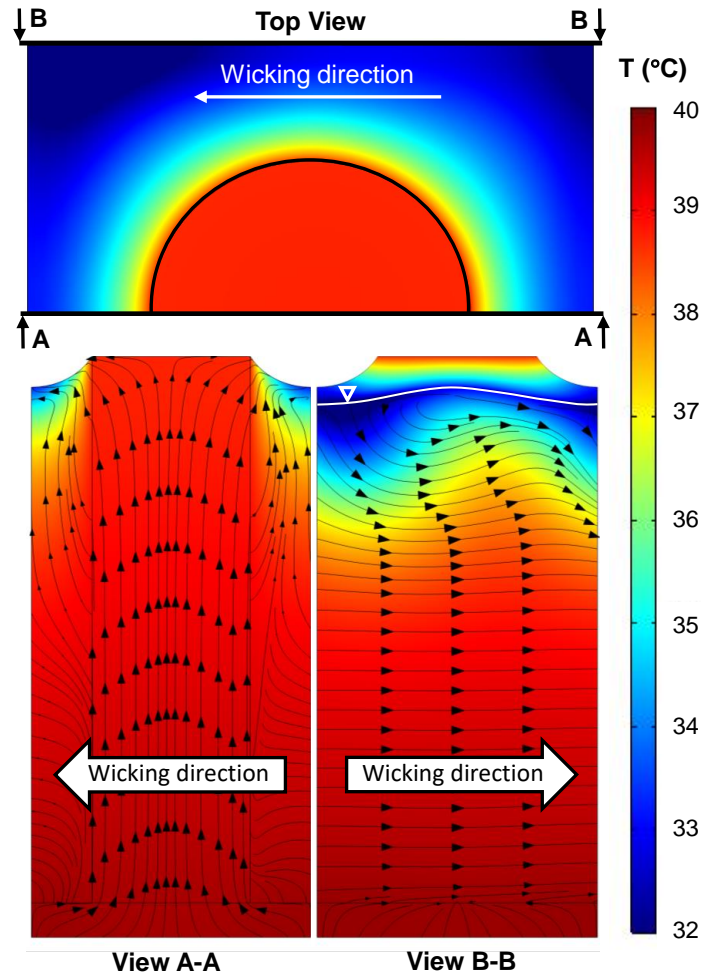 B Top View B
T (°C)
Wicking direction
A A
40
39
38
37
36
35
34
33
32
Wicking direction
Wicking direction
View A-A
View B-B